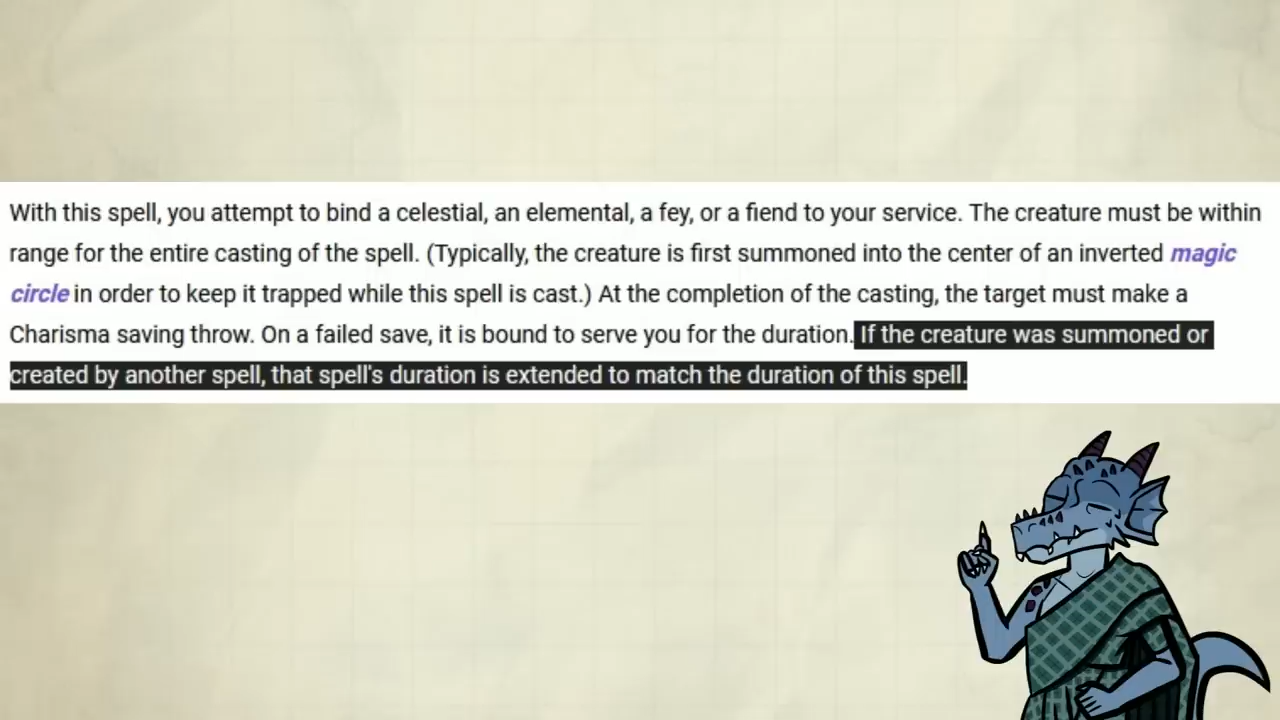 With this spell, you attempt to bind a celestial, an elemental, a fey, or a fiend to your service. The creature must be within
range for the entire casting of the spell. (Typically, the creature is first summoned into the center of an inverted magic
circle in order to keep it trapped while this spell is cast.) At the completion of the casting, the target must make a
Charisma saving throw. On a failed save, it is bound to serve you for the duration. If the creature was summoned or
created by another spell, that spell's duration is extended to match the duration of this spell.